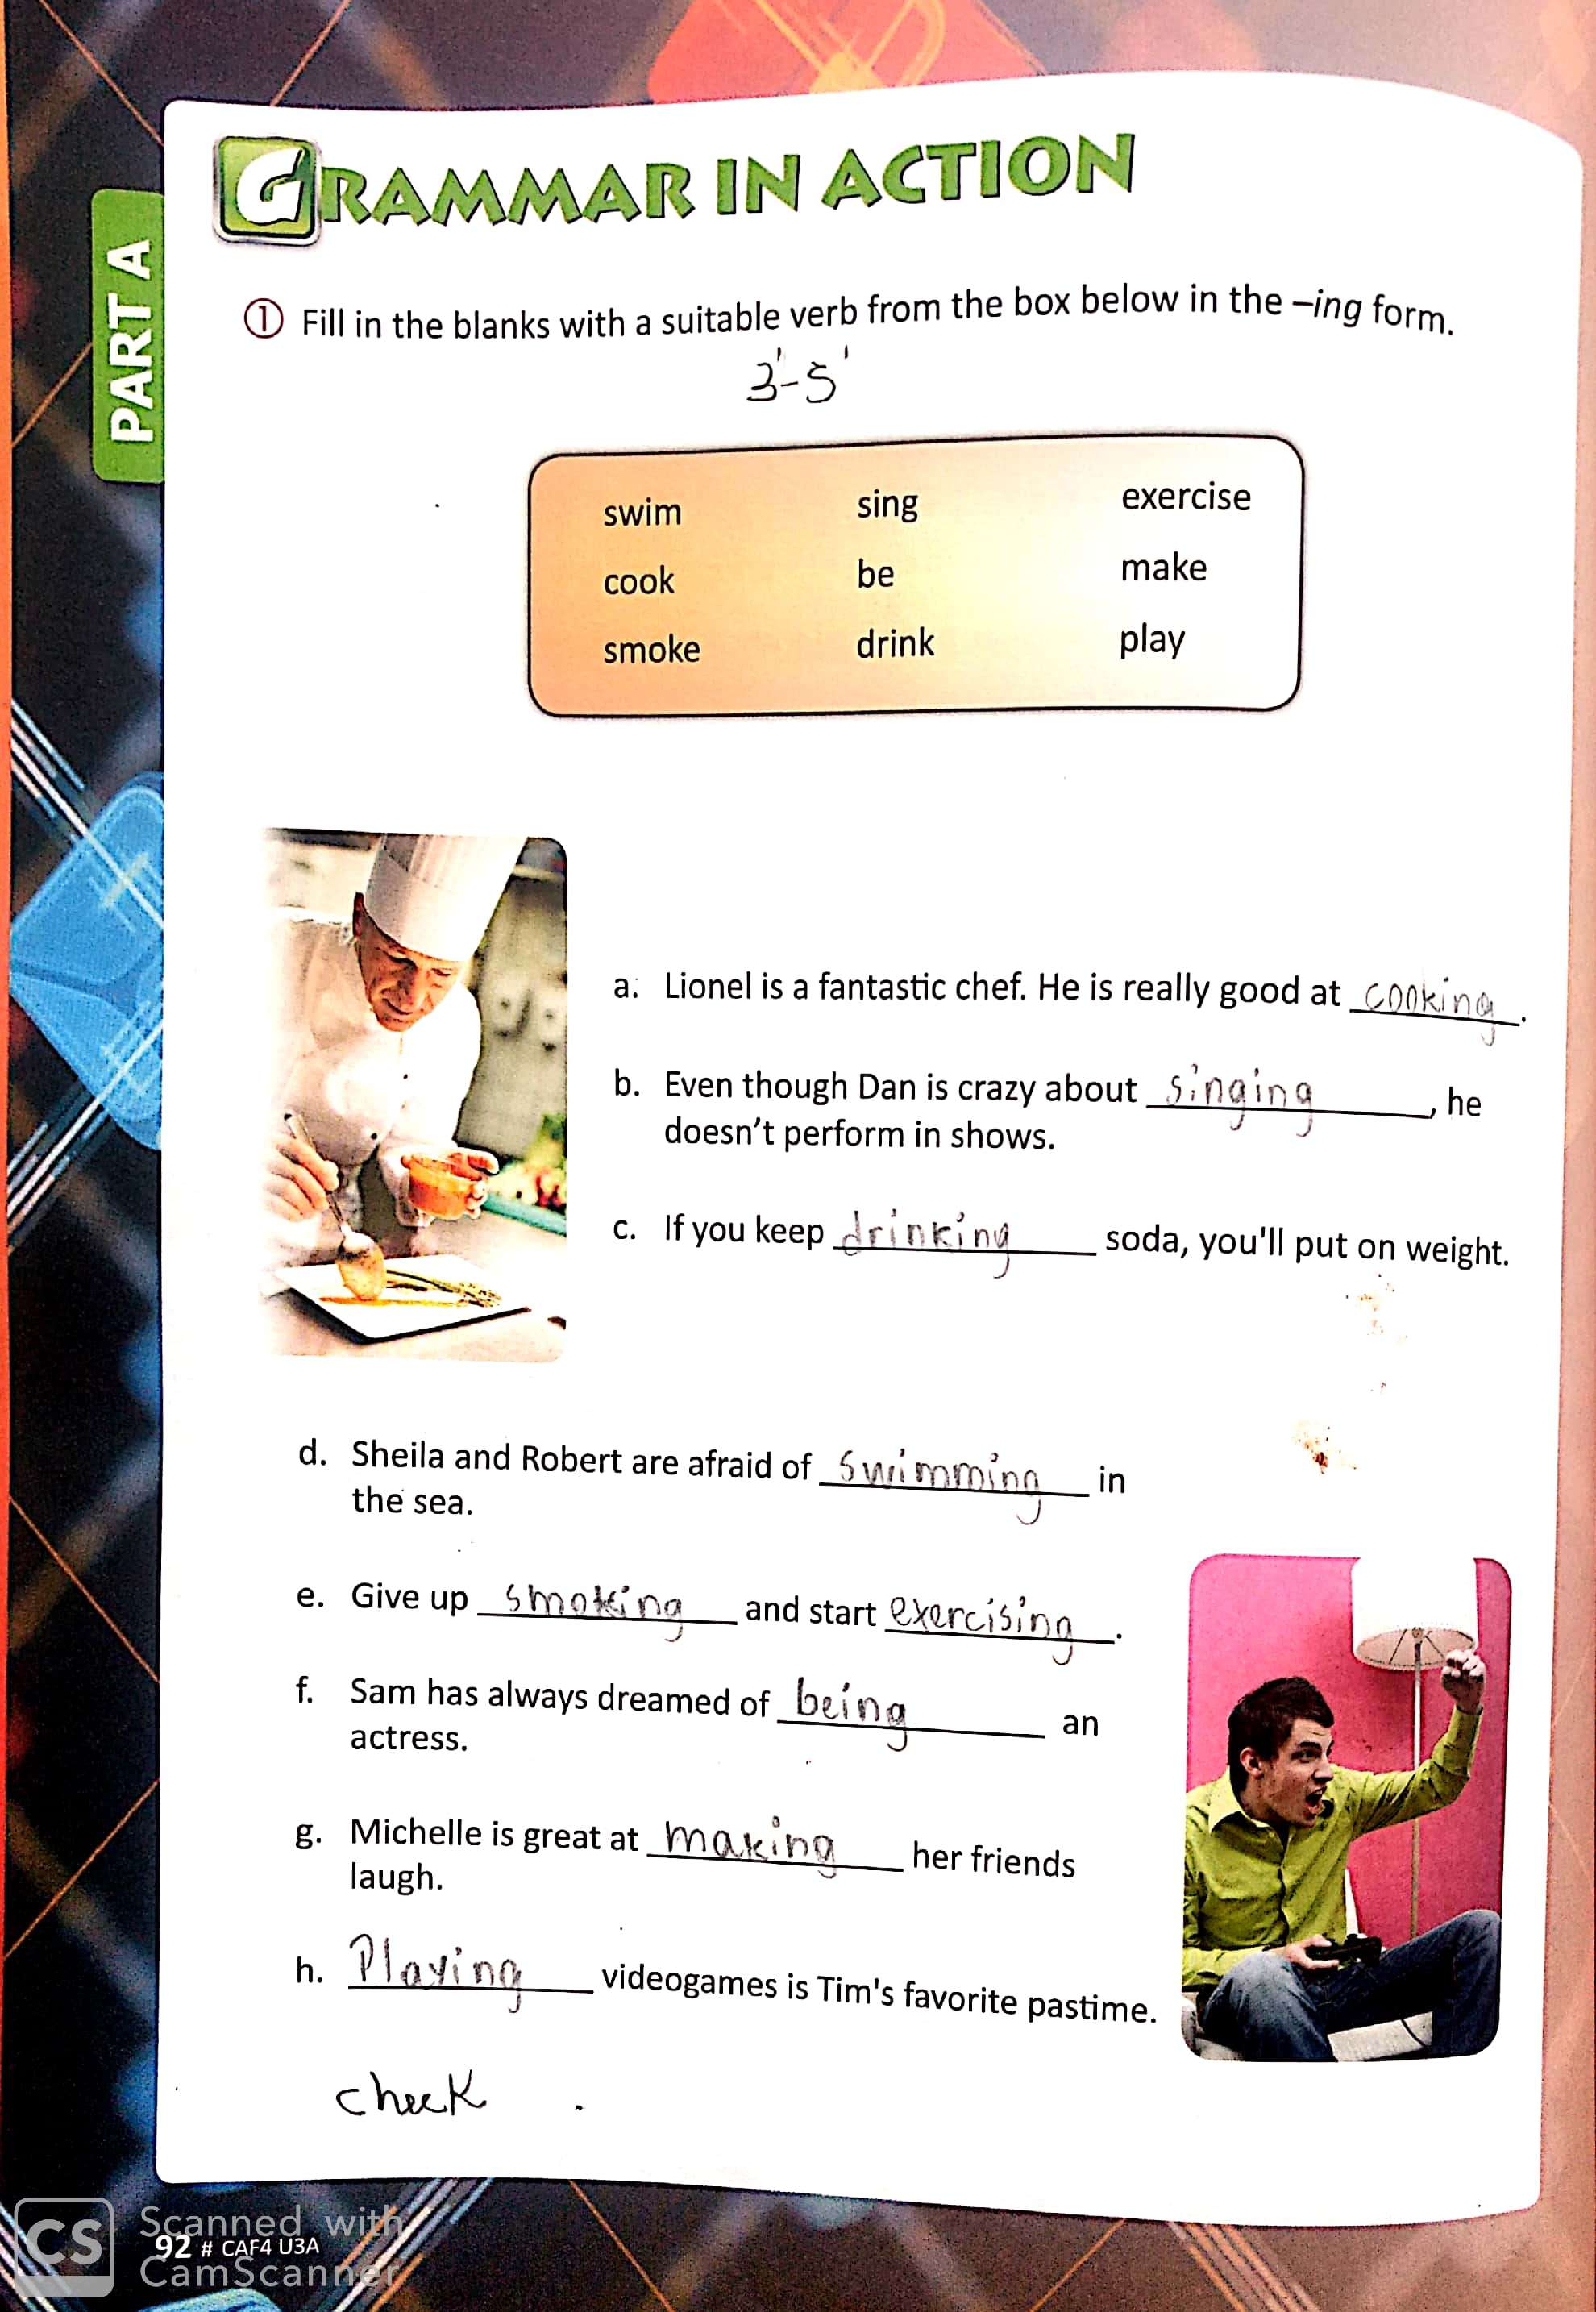 GRAMMAR IN ACTION
PART A
① Fill in the blanks with a suitable verb from the box below in the –ing form.
3'-5'
swim sing exercise
cook be make
smoke drink play
a. Lionel is a fantastic chef. He is really good at cooking.
b. Even though Dan is crazy about singing, he
doesn't perform in shows.
c. If you keep drinking soda, you'll put on weight.
d. Sheila and Robert are afraid of swimming in
the sea.
e. Give up smoking and start exercising.
f. Sam has always dreamed of being an
actress.
g. Michelle is great at making her friends
laugh.
h. Playing videogames is Tim's favorite pastime.
check
CS Scanned with
92 # CAF4 U3A
CamScanner